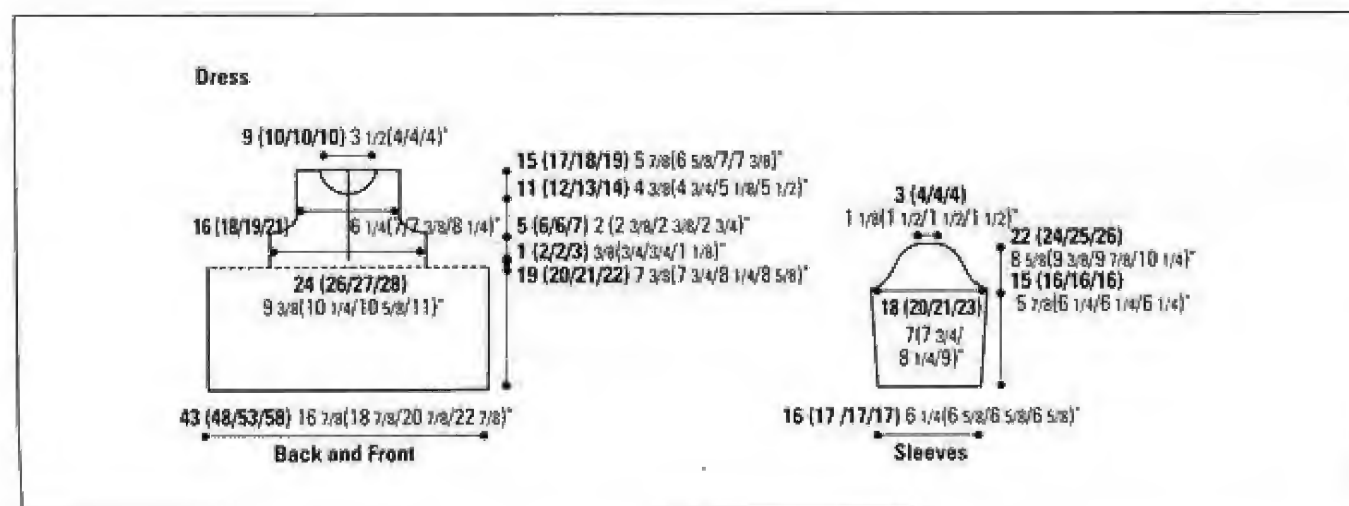 Dress
9 (10/10/10) 3 1/2(4/4/4)"
15 (17/18/19) 5 7/8(6 5/8/7/7 3/8)"
11 (12/13/14) 4 3/8(4 3/4/5 1/8/5 1/2)"
16 (18/19/21) 6 1/4(7/7 3/8/8 1/4)"
5 (6/6/7) 2 (2 3/8/2 3/8/2 3/4)"
1 (2/2/3) 3/8(3/4/3/4/1 1/8)"
19 (20/21/22) 7 3/8(7 3/4/8 1/4/8 5/8)"
24 (26/27/28)
9 3/8(10 1/4/10 5/8/11)"
43 (48/53/58) 16 7/8(18 7/8/20 7/8/22 7/8)"
Back and Front
3 (4/4/4)
1 1/8(1 1/2/1 1/2/1 1/2)"
22 (24/25/26)
8 5/8(9 3/8/9 7/8/10 1/4)"
15 (16/16/16)
5 7/8(6 1/4/6 1/4/6 1/4)"
18 (20/21/23)
7(7 3/4/
8 1/4/9)"
16 (17 /17/17) 6 1/4(6 5/8/6 5/8/6 5/8)"
Sleeves